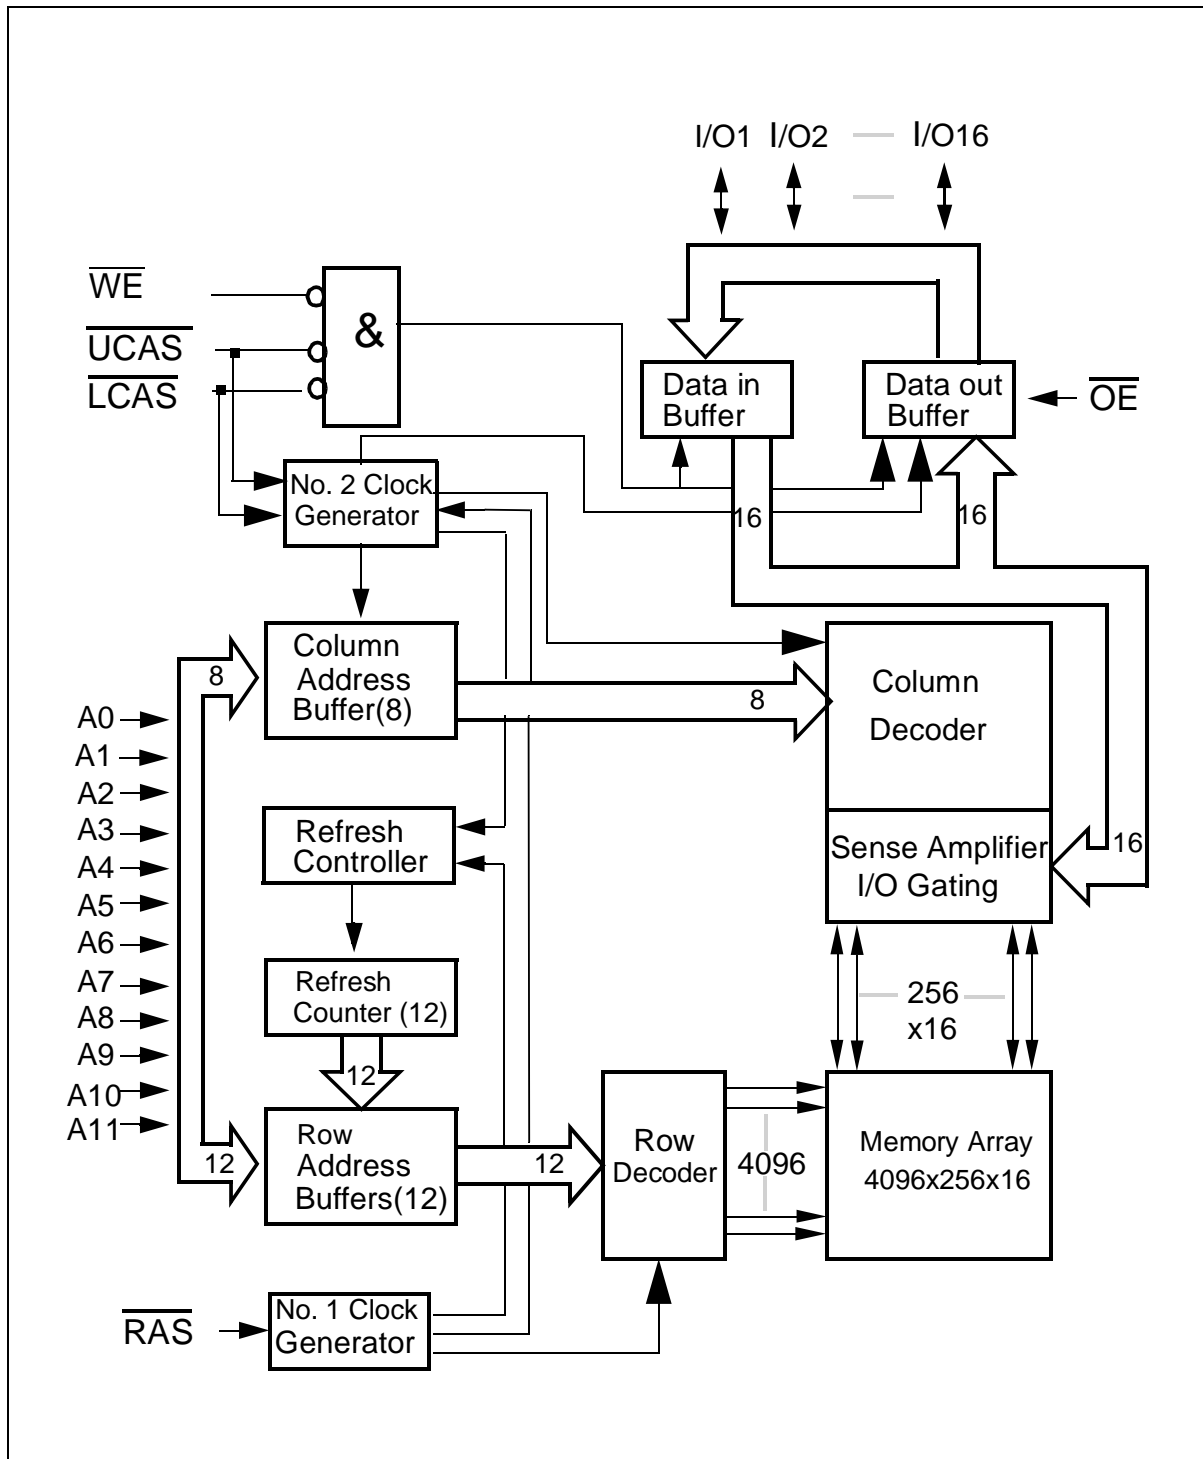 I/O1 I/O2 I/O16
WE
UCAS
LCAS
&
Data in
Buffer
Data out
Buffer
OE
No. 2 Clock
Generator
16
16
Column
Address
Buffer(8)
8
8
Column
Decoder
A0
A1
A2
A3
A4
A5
A6
A7
A8
A9
A10
A11
Refresh
Controller
Sense Amplifier
I/O Gating
16
Refresh
Counter (12)
256
x16
12
Row
Address
Buffers(12)
12
12
Row
Decoder
4096
Memory Array
4096x256x16
RAS
No. 1 Clock
Generator